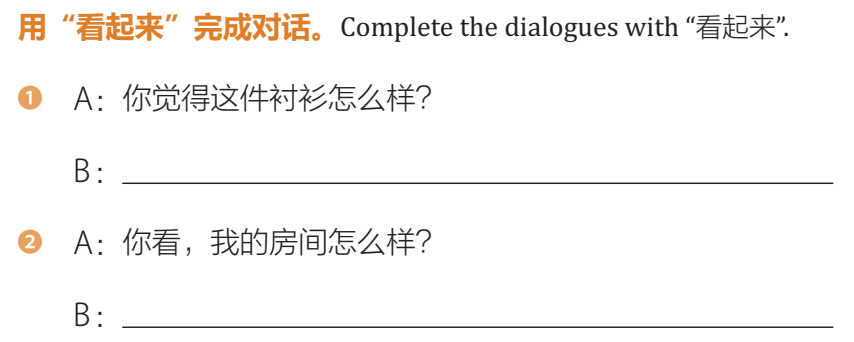 用“看起来”完成对话。Complete the dialogues with “看起来”.
1 A：你觉得这件衬衫怎么样？
B：
2 A：你看，我的房间怎么样？
B：